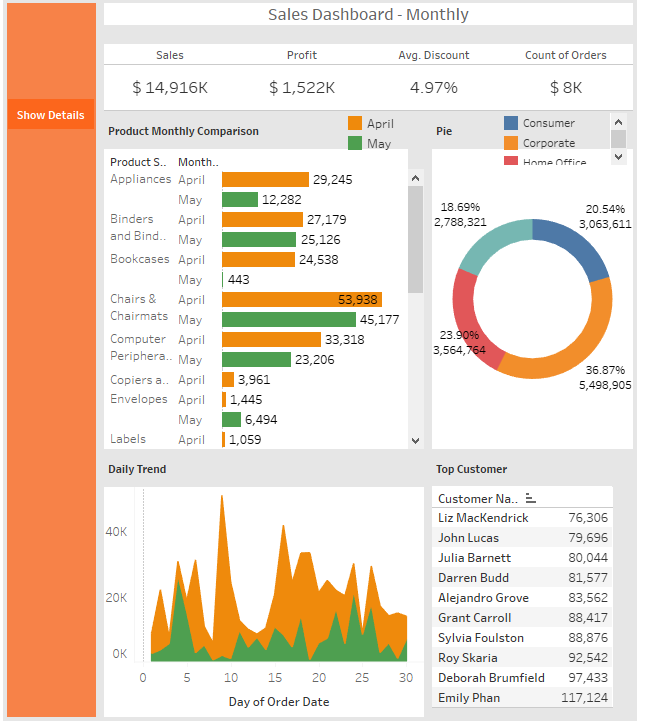 Sales Dashboard - Monthly
Sales Profit Avg. Discount Count of Orders
$ 14,916K $ 1,522K 4.97% $ 8K
Show Details
Product Monthly Comparison
April
May
Pie
Consumer
Corporate
Home Office
Product S.. Month..
Appliances April 29,245
May 12,282
Binders April 27,179
and Bind.. May 25,126
Bookcases April 24,538
May 443
Chairs & April 53,938
Chairmats May 45,177
Computer April 33,318
Periphera.. May 23,206
Copiers a.. April 3,961
Envelopes April 1,445
May 6,494
Labels April 1,059
18.69%
2,788,321
20.54%
3,063,611
23.90%
3,564,764
36.87%
5,498,905
Daily Trend
40K
20K
0K
0 5 10 15 20 25 30
Day of Order Date
Top Customer
Customer Na..
Liz MacKendrick 76,306
John Lucas 79,696
Julia Barnett 80,044
Darren Budd 81,577
Alejandro Grove 83,562
Grant Carroll 88,417
Sylvia Foulston 88,876
Roy Skaria 92,542
Deborah Brumfield 97,433
Emily Phan 117,124